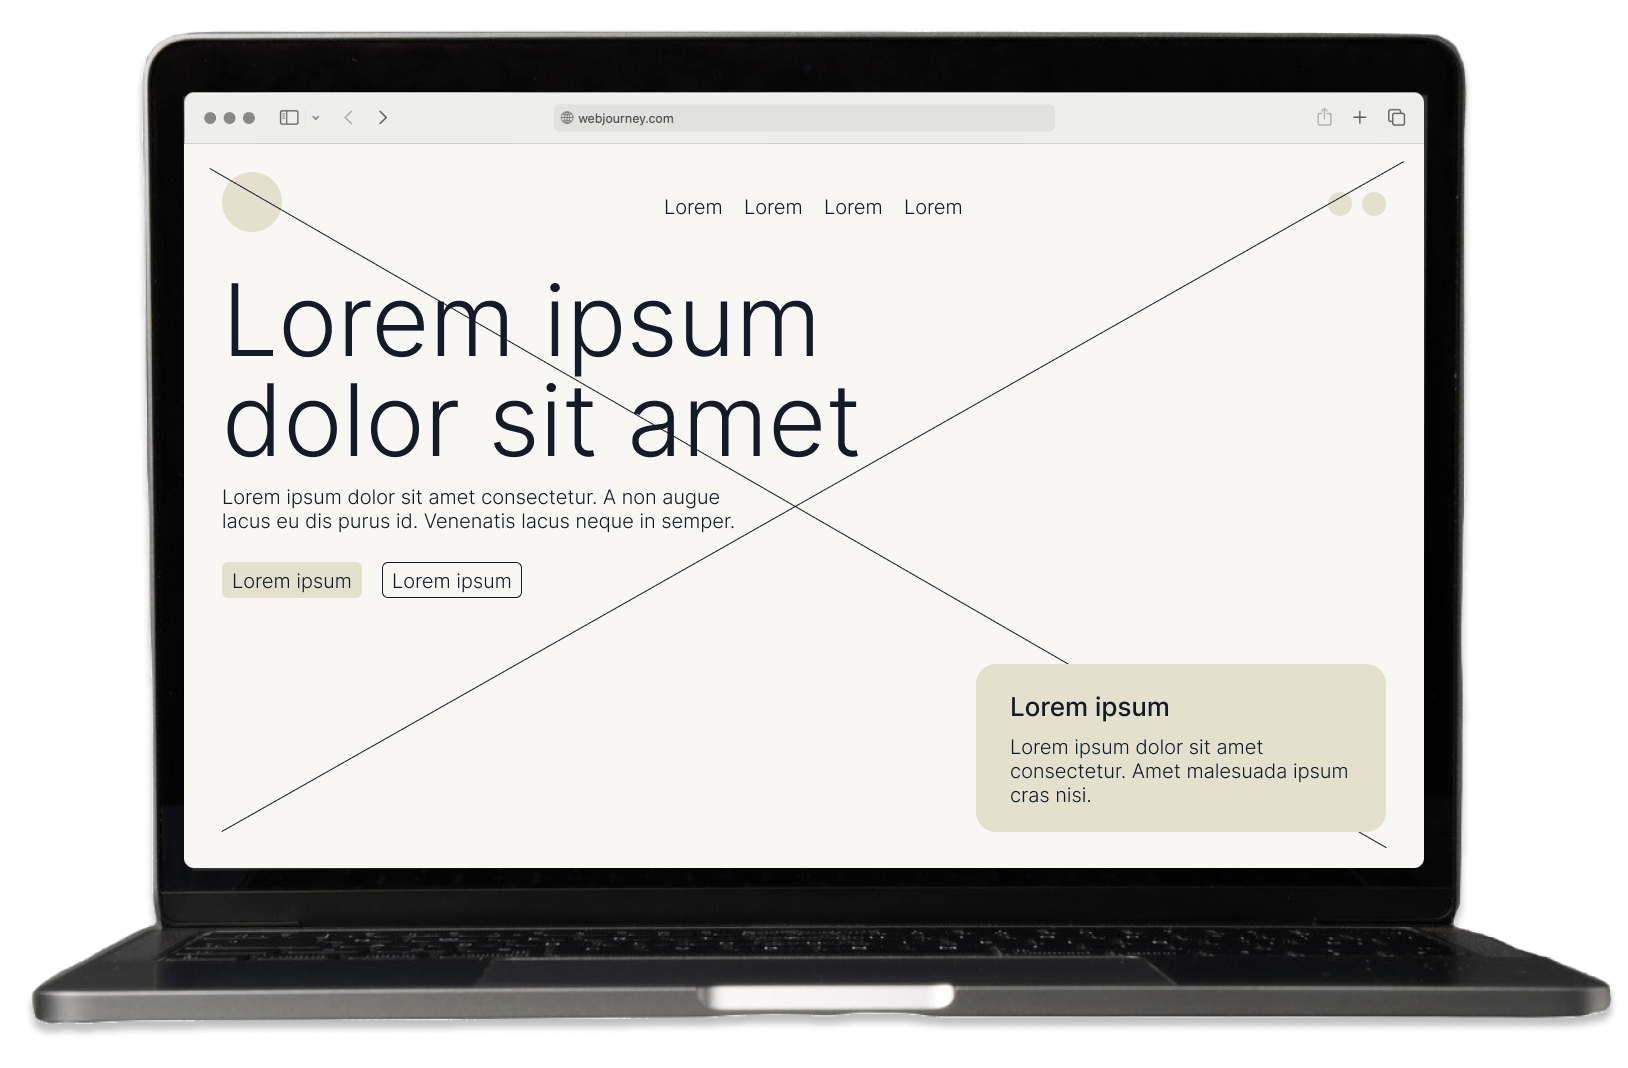 webjourney.com
Lorem Lorem Lorem Lorem
Lorem ipsum
dolor sit amet
Lorem ipsum dolor sit amet consectetur. A non augue
lacus eu dis purus id. Venenatis lacus neque in semper.
Lorem ipsum Lorem ipsum
Lorem ipsum
Lorem ipsum dolor sit amet
consectetur. Amet malesuada ipsum
cras nisi.